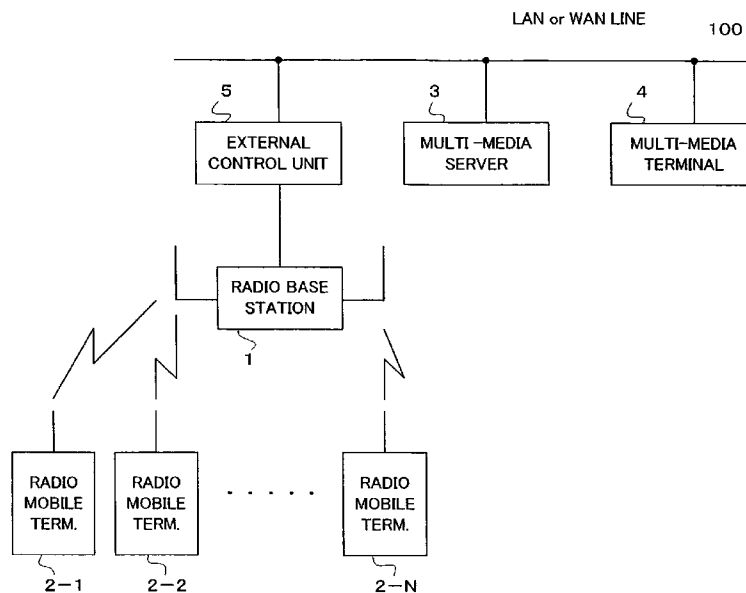 LAN or WAN LINE
100
5
3
4
EXTERNAL
CONTROL UNIT
MULTI-MEDIA
SERVER
MULTI-MEDIA
TERMINAL
RADIO BASE
STATION
1
RADIO
MOBILE
TERM.
RADIO
MOBILE
TERM.
. . . . .
RADIO
MOBILE
TERM.
2-1
2-2
2-N